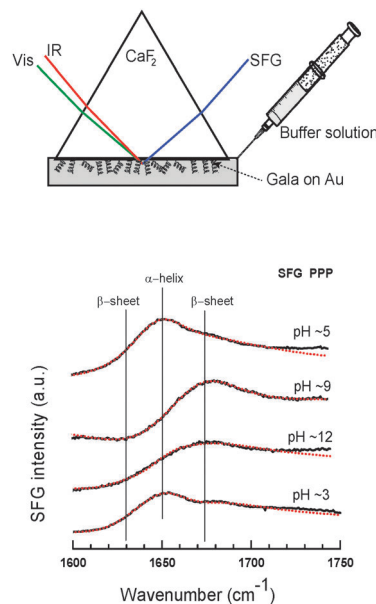 Vis
IR
CaF2
SFG
Buffer solution
Gala on Au
SFG PPP
α-helix
β-sheet
β-sheet
pH ~5
pH ~9
pH ~12
pH ~3
SFG intensity (a.u.)
1600
1650
1700
1750
Wavenumber (cm-1)